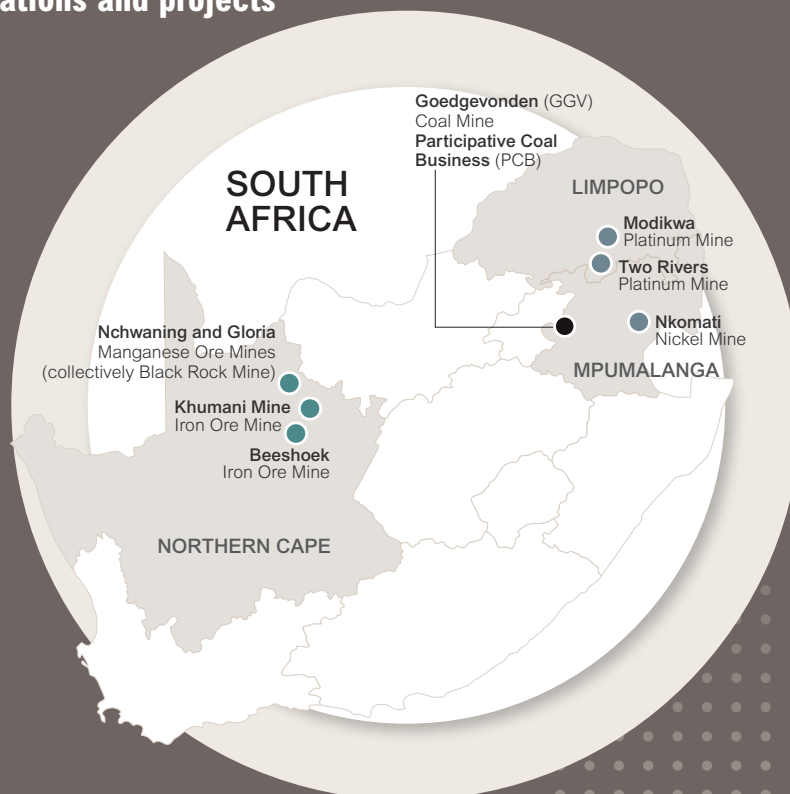 and projects
Goedgevonden (GGV)
Coal Mine
Participative Coal
Business (PCB)
SOUTH
AFRICA
LIMPOPO
Modikwa
Platinum Mine
Two Rivers
Platinum Mine
Nkomati
Nickel Mine
MPUMALANGA
Nchwaning and Gloria
Manganese Ore Mines
(collectively Black Rock Mine)
Khumani Mine
Iron Ore Mine
Beeshoek
Iron Ore Mine
NORTHERN CAPE